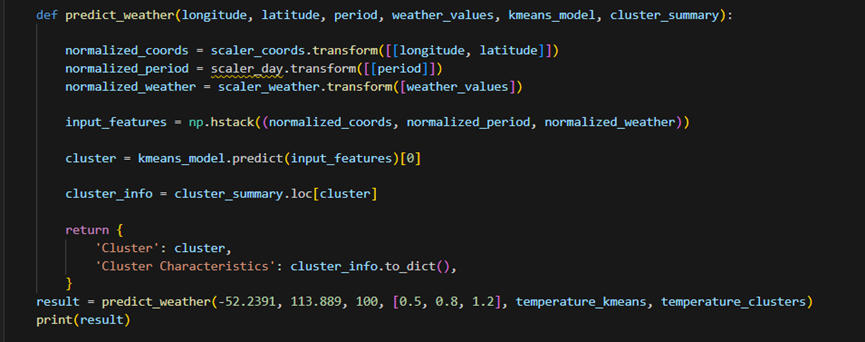 def predict_weather(longitude, latitude, period, weather_values, kmeans_model, cluster_summary):
normalized_coords = scaler_coords.transform([[longitude, latitude]])
normalized_period = scaler_day.transform([[period]])
normalized_weather = scaler_weather.transform([weather_values])
input_features = np.hstack((normalized_coords, normalized_period, normalized_weather))
cluster = kmeans_model.predict(input_features)[0]
cluster_info = cluster_summary.loc[cluster]
return {
'Cluster': cluster,
'Cluster Characteristics': cluster_info.to_dict(),
}
result = predict_weather(-52.2391, 113.889, 100, [0.5, 0.8, 1.2], temperature_kmeans, temperature_clusters)
print(result)